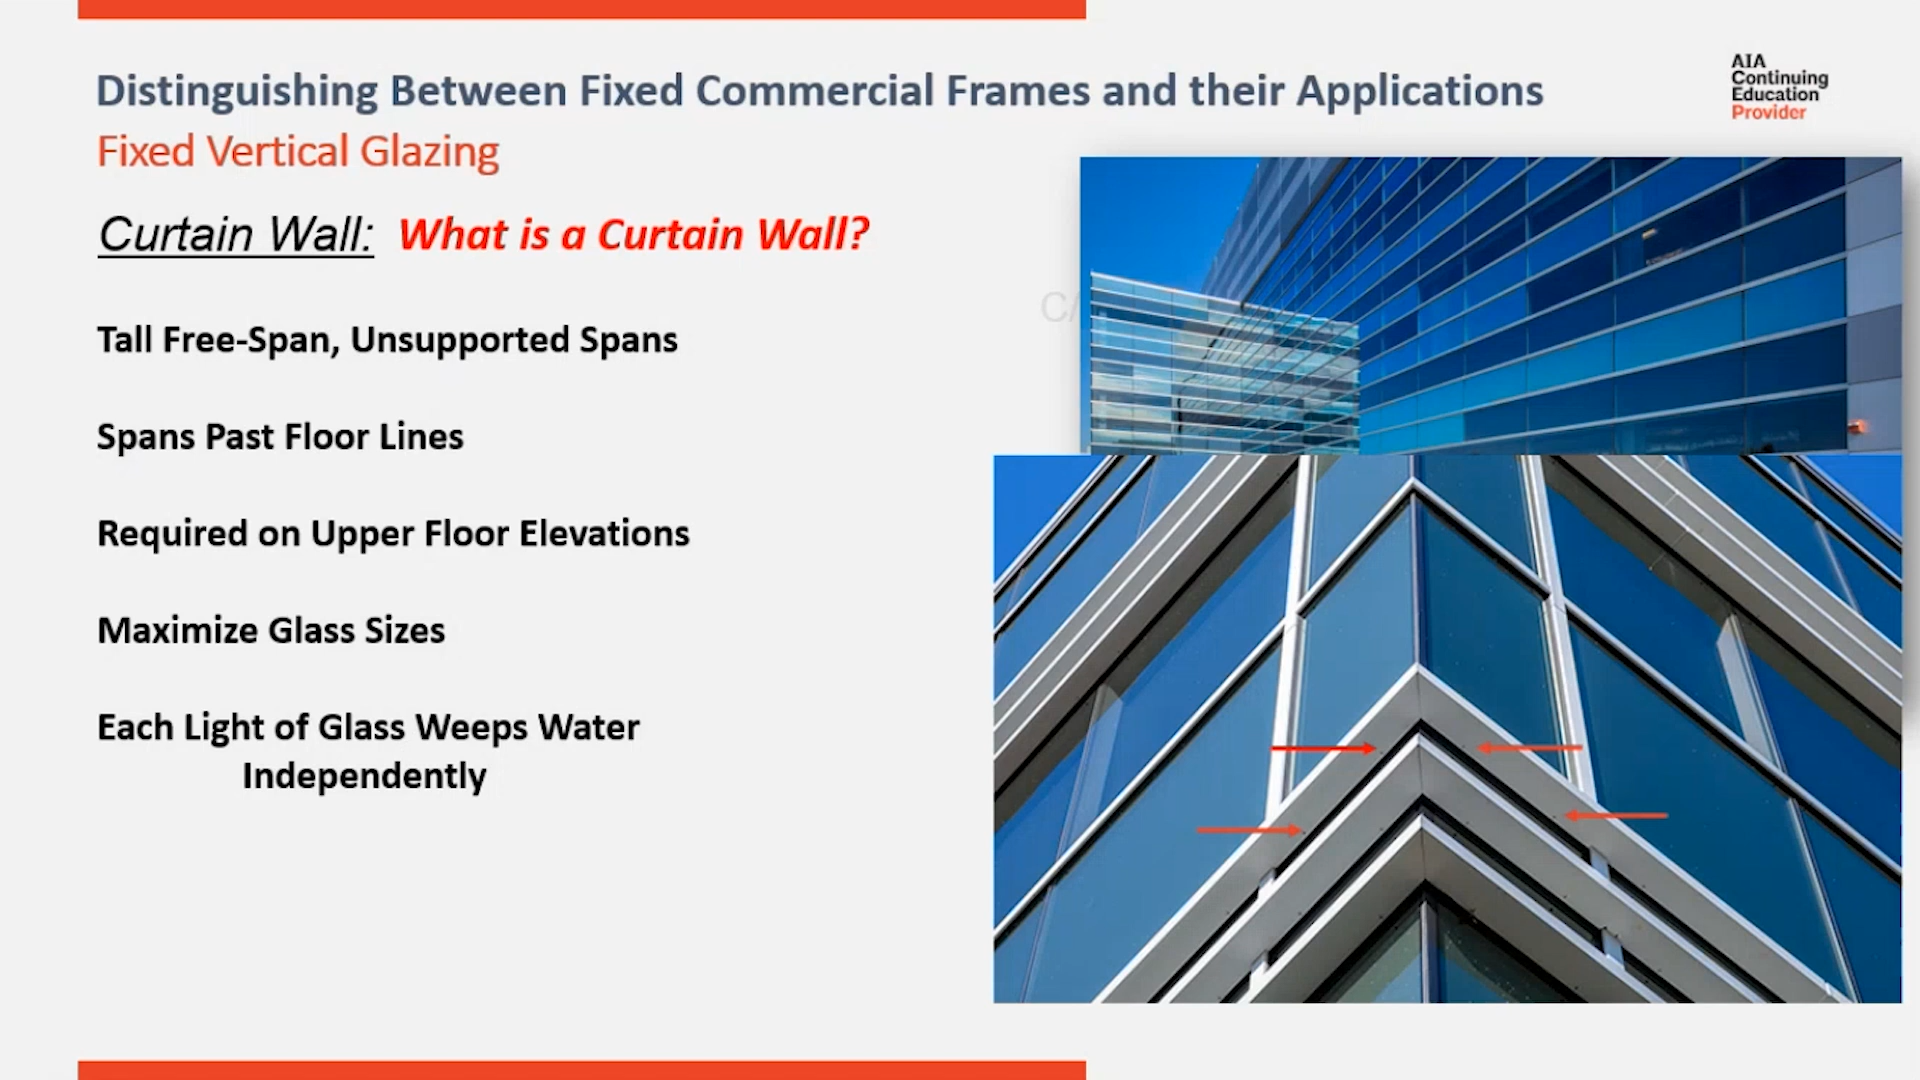 Distinguishing Between Fixed Commercial Frames and their Applications
Fixed Vertical Glazing
AIA
Continuing
Education
Provider
Curtain Wall: What is a Curtain Wall?
Tall Free-Span, Unsupported Spans
Spans Past Floor Lines
Required on Upper Floor Elevations
Maximize Glass Sizes
Each Light of Glass Weeps Water
Independently